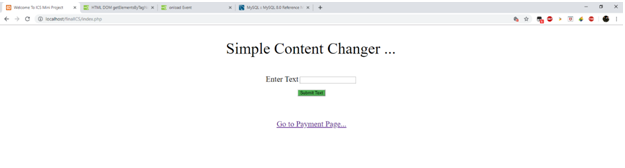 Welcome To ICS Mini Project
HTML DOM getElementsByTagN
onload Event
MySQL :: MySQL 8.0 Reference M
localhost/finalICS/index.php
Simple Content Changer ...
Enter Text
Submit Text
Go to Payment Page...